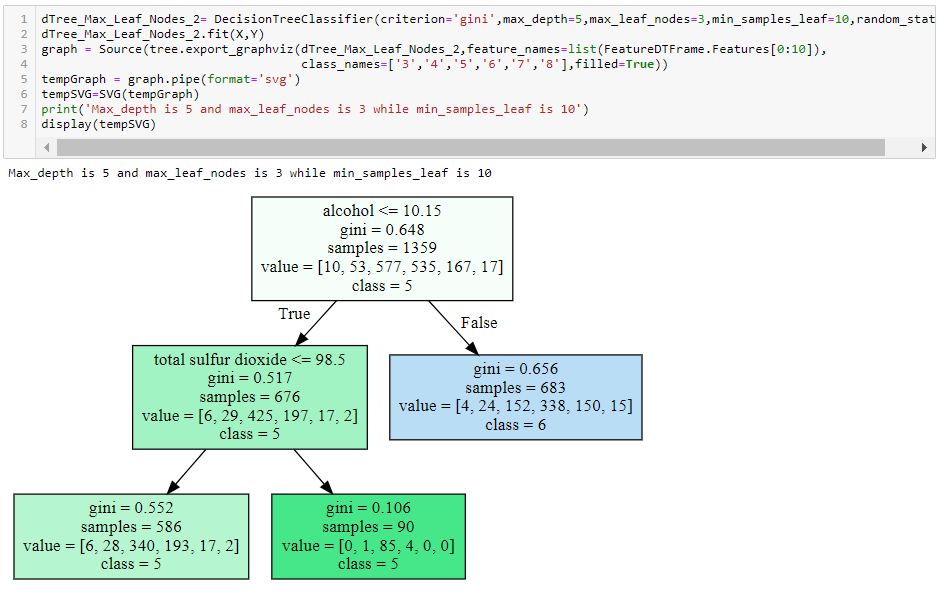 1 dTree_Max_Leaf_Nodes_2= DecisionTreeClassifier(criterion='gini',max_depth=5,max_leaf_nodes=3,min_samples_leaf=10,random_stat
2 dTree_Max_Leaf_Nodes_2.fit(X,Y)
3 graph = Source(tree.export_graphviz(dTree_Max_Leaf_Nodes_2,feature_names=list(FeatureDTFrame.Features[0:10]),
4 class_names=['3','4','5','6','7','8'],filled=True))
5 tempGraph = graph.pipe(format='svg')
6 tempSVG=SVG(tempGraph)
7 print('Max_depth is 5 and max_leaf_nodes is 3 while min_samples_leaf is 10')
8 display(tempSVG)
Max_depth is 5 and max_leaf_nodes is 3 while min_samples_leaf is 10
alcohol <= 10.15
gini = 0.648
samples = 1359
value = [10, 53, 577, 535, 167, 17]
class = 5
True
False
total sulfur dioxide <= 98.5
gini = 0.517
samples = 676
value = [6, 29, 425, 197, 17, 2]
class = 5
gini = 0.656
samples = 683
value = [4, 24, 152, 338, 150, 15]
class = 6
gini = 0.552
samples = 586
value = [6, 28, 340, 193, 17, 2]
class = 5
gini = 0.106
samples = 90
value = [0, 1, 85, 4, 0, 0]
class = 5